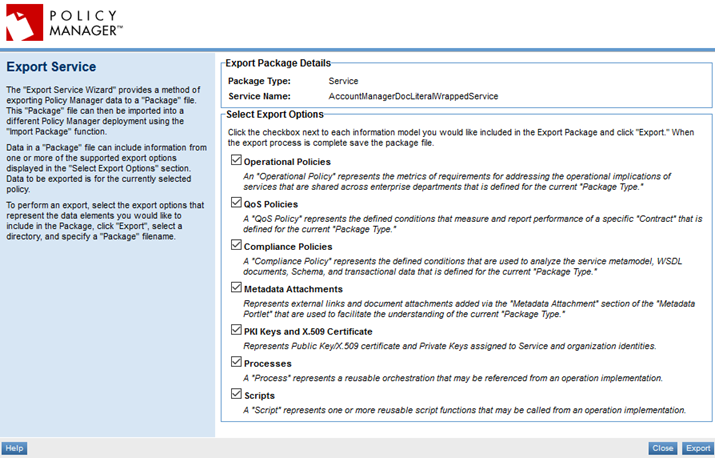 POLICY
MANAGER™
Export Service
The "Export Service Wizard" provides a method of
exporting Policy Manager data to a "Package" file.
This "Package" file can then be imported into a
different Policy Manager deployment using the
"Import Package" function.
Data in a "Package" file can include information from
one or more of the supported export options
displayed in the "Select Export Options" section.
Data to be exported is for the currently selected
policy.
To perform an export, select the export options that
represent the data elements you would like to
include in the Package, click "Export", select a
directory, and specify a "Package" filename.
Export Package Details
Package Type: Service
Service Name: AccountManagerDocLiteralWrappedService
Select Export Options
Click the checkbox next to each information model you would like included in the Export Package and click "Export." When
the export process is complete save the package file.
Operational Policies
An "Operational Policy" represents the metrics of requirements for addressing the operational implications of
services that are shared across enterprise departments that is defined for the current "Package Type."
QoS Policies
A "QoS Policy" represents the defined conditions that measure and report performance of a specific "Contract" that is
defined for the current "Package Type."
Compliance Policies
A "Compliance Policy" represents the defined conditions that are used to analyze the service metamodel, WSDL
documents, Schema, and transactional data that is defined for the current "Package Type."
Metadata Attachments
Represents external links and document attachments added via the "Metadata Attachment" section of the "Metadata
Portlet" that are used to facilitate the understanding of the current "Package Type."
PKI Keys and X.509 Certificate
Represents Public Key/X.509 certificate and Private Keys assigned to Service and organization identities.
Processes
A "Process" represents a reusable orchestration that may be referenced from an operation implementation.
Scripts
A "Script" represents one or more reusable script functions that may be called from an operation implementation.
Help
Close
Export